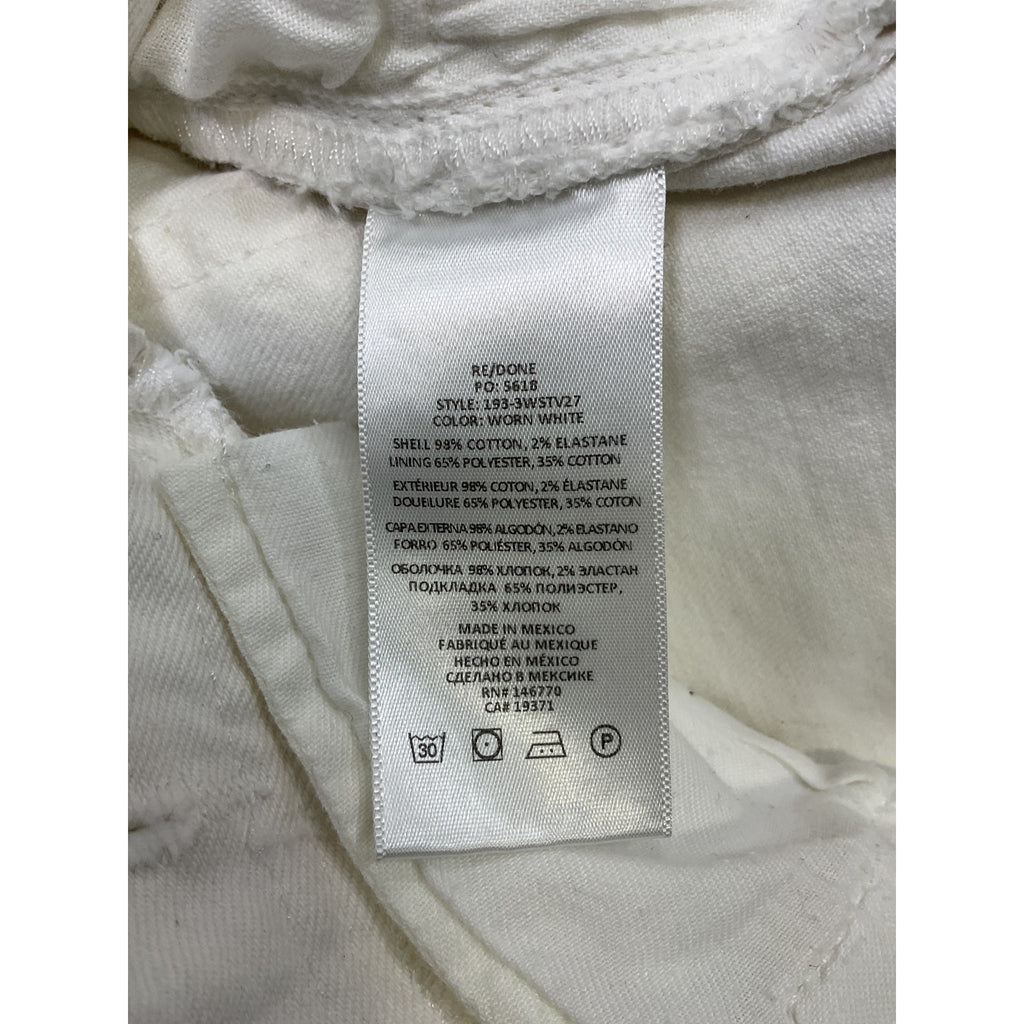 RE/DONE
PO: 5618
STYLE: 193-3WSTV27
COLOR: WORN WHITE
SHELL 98% COTTON, 2% ELASTANE
LINING 65% POLYESTER, 35% COTTON
EXTÉRIEUR 98% COTON, 2% ÉLASTANE
DOUEILURE 65% POLYESTER, 35% COTON
CAPA EXTERNA 98% ALGODÓN, 2% ELASTANO
FORRO 65% POLIÉSTER, 35% ALGODÓN
ОБОЛОЧКА 98% ХЛОПОК, 2% ЭЛАСТАН
ПОДКЛАДКА 65% ПОЛИЭСТЕР,
35% ХЛОПОК
MADE IN MEXICO
FABRIQUÉ AU MEXIQUE
HECHO EN MÉXICO
СДЕЛАНО В МЕКСИКЕ
RN# 146770
CA# 19371
30 P